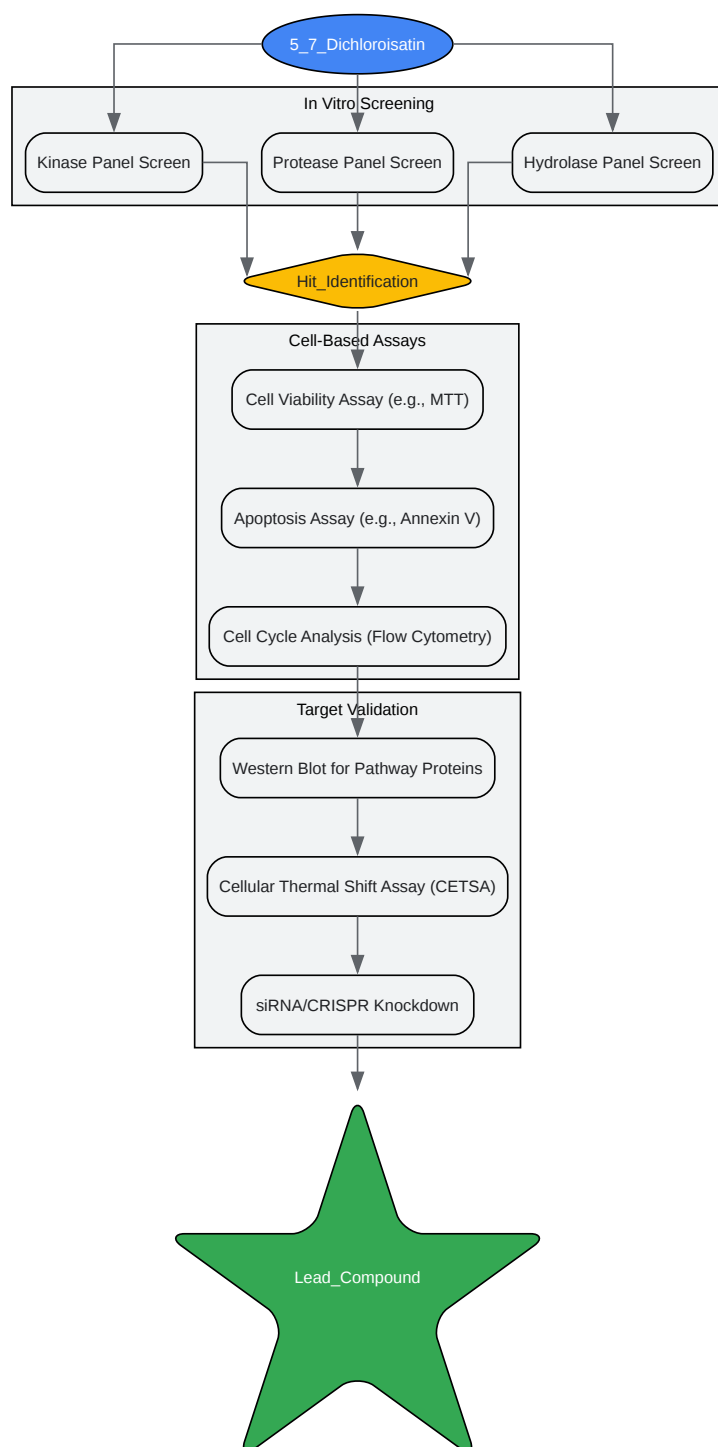 5_7_Dichloroisatin
In Vitro Screening
Kinase Panel Screen
Protease Panel Screen
Hydrolase Panel Screen
Hit_Identification
Cell-Based Assays
Cell Viability Assay (e.g., MTT)
Apoptosis Assay (e.g., Annexin V)
Cell Cycle Analysis (Flow Cytometry)
Target Validation
Western Blot for Pathway Proteins
Cellular Thermal Shift Assay (CETSA)
siRNA/CRISPR Knockdown
Lead_Compound